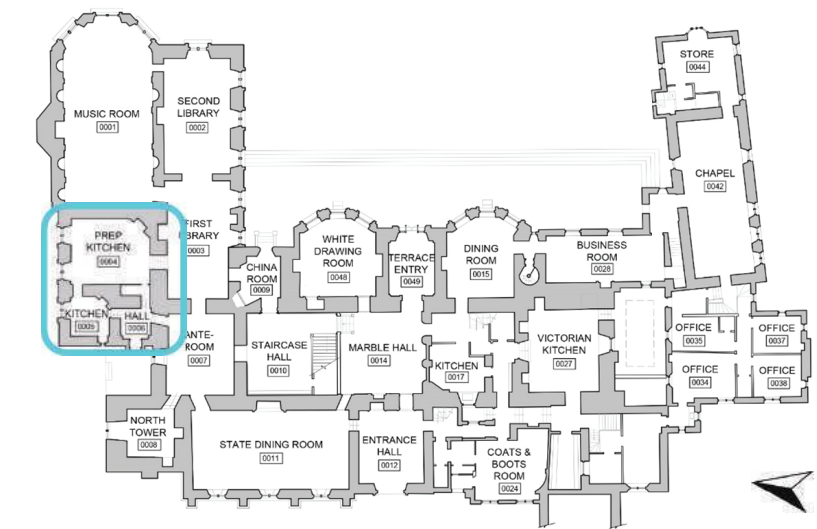 MUSIC ROOM
0001
SECOND
LIBRARY
0002
STORE
0044
CHAPEL
0042
PREP
KITCHEN
0004
FIRST
LIBRARY
0003
KITCHEN
0005
HALL
0006
CHINA
ROOM
0009
WHITE
DRAWING
ROOM
0048
TERRACE
ENTRY
0049
DINING
ROOM
0015
BUSINESS
ROOM
0028
ANTE-
ROOM
0007
STAIRCASE
HALL
0010
MARBLE HALL
0014
KITCHEN
0017
VICTORIAN
KITCHEN
0027
OFFICE
0035
OFFICE
0037
OFFICE
0034
OFFICE
0038
NORTH
TOWER
0008
STATE DINING ROOM
0011
ENTRANCE
HALL
0012
COATS &
BOOTS
ROOM
0024